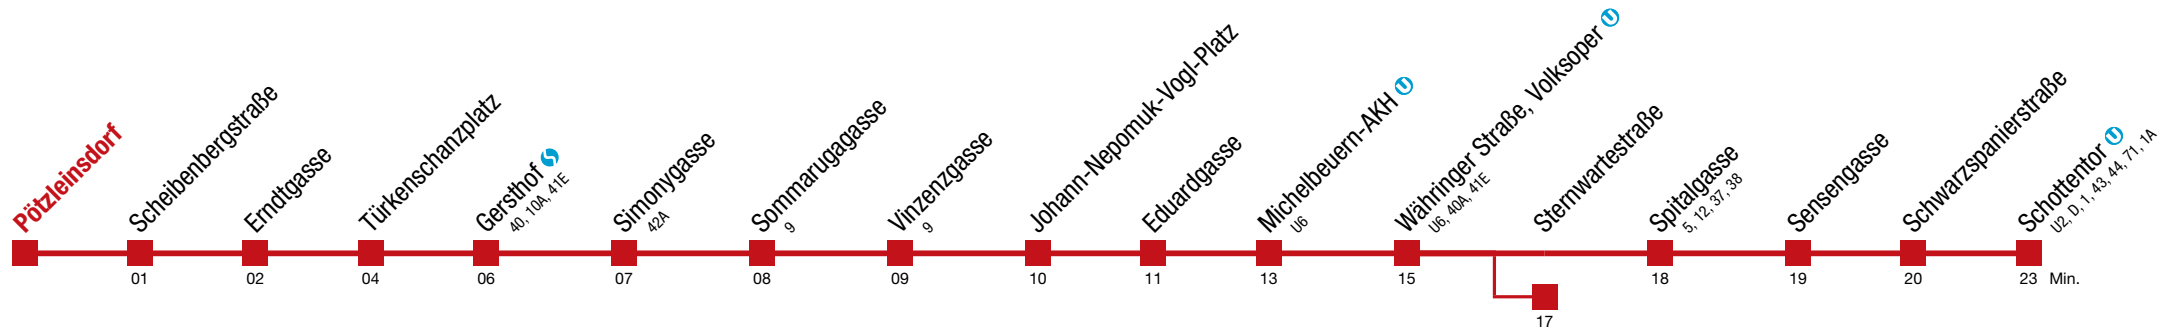 Pötzleinsdorf
Scheibenbergstraße
01
Erndtgasse
02
Türkenschanzplatz
04
Gersthof
40, 10A, 41E
06
Simonygasse
42A
07
Sommarugagasse
9
08
Vinzenzgasse
9
09
Johann-Nepomuk-Vogl-Platz
10
Eduardgasse
11
Michelbeuern-AKH U
U6
13
Währinger Straße, Volksoper U
U6, 40A, 41E
15
Sternwartestraße
17
Spitalgasse
5, 12, 37, 38
18
Sensengasse
19
Schwarzspanierstraße
20
Schottentor U
U2, D, 1, 43, 44, 71, 1A
23 Min.